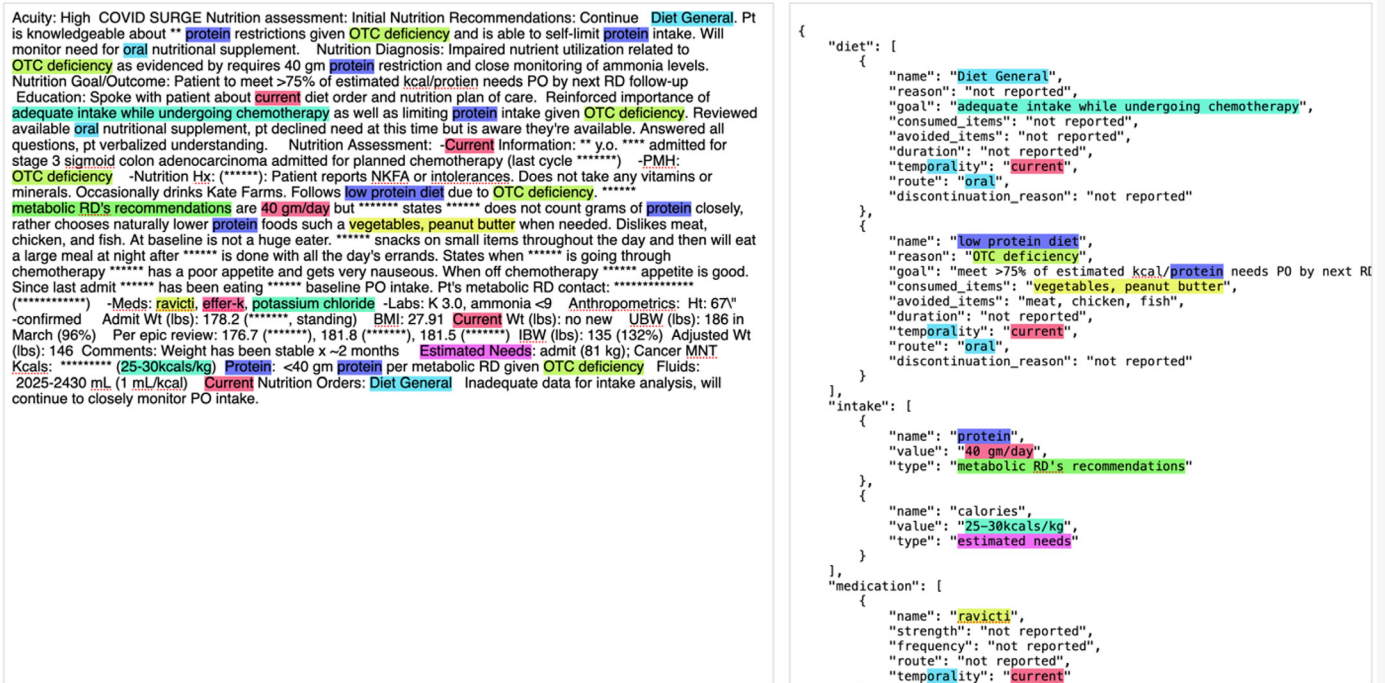 Acuity: High  COVID SURGE Nutrition assessment: Initial Nutrition Recommendations: Continue   Diet General. Pt
is knowledgeable about ** protein restrictions given OTC deficiency and is able to self-limit protein intake. Will
monitor need for oral nutritional supplement.    Nutrition Diagnosis: Impaired nutrient utilization related to
OTC deficiency as evidenced by requires 40 gm protein restriction and close monitoring of ammonia levels.
Nutrition Goal/Outcome: Patient to meet >75% of estimated kcal/protien needs PO by next RD follow-up
Education: Spoke with patient about current diet order and nutrition plan of care.  Reinforced importance of
adequate intake while undergoing chemotherapy as well as limiting protein intake given OTC deficiency. Reviewed
available oral nutritional supplement, pt declined need at this time but is aware they're available. Answered all
questions, pt verbalized understanding.     Nutrition Assessment:  -Current Information: ** y.o. **** admitted for
stage 3 sigmoid colon adenocarcinoma admitted for planned chemotherapy (last cycle *******)    -PMH:
OTC deficiency    -Nutrition Hx: (******): Patient reports NKFA or intolerances. Does not take any vitamins or
minerals. Occasionally drinks Kate Farms. Follows low protein diet due to OTC deficiency. ******
metabolic RD's recommendations are 40 gm/day but ******* states ****** does not count grams of protein closely,
rather chooses naturally lower protein foods such a vegetables, peanut butter when needed. Dislikes meat,
chicken, and fish. At baseline is not a huge eater. ****** snacks on small items throughout the day and then will eat
a large meal at night after ****** is done with all the day's errands. States when ****** is going through
chemotherapy ****** has a poor appetite and gets very nauseous. When off chemotherapy ****** appetite is good.
Since last admit ****** has been eating ****** baseline PO intake. Pt's metabolic RD contact: **************
(***********)    -Meds: ravicti, effer-k, potassium chloride  -Labs: K 3.0, ammonia <9    Anthropometrics:  Ht: 67\"
-confirmed    Admit Wt (lbs): 178.2 (*******, standing)    BMI: 27.91  Current Wt (lbs): no new    UBW (lbs): 186 in
March (96%)    Per epic review: 176.7 (*******), 181.8 (*******), 181.5 (*******)  IBW (lbs): 135 (132%)  Adjusted Wt
(lbs): 146  Comments: Weight has been stable x ~2 months    Estimated Needs: admit (81 kg); Cancer MNT
Kcals:  ********* (25-30kcals/kg)  Protein:  <40 gm protein per metabolic RD given OTC deficiency   Fluids:
2025-2430 mL (1 mL/kcal)    Current Nutrition Orders: Diet General   Inadequate data for intake analysis, will
continue to closely monitor PO intake.
{
"diet": [
{
"name": "Diet General",
"reason": "not reported",
"goal": "adequate intake while undergoing chemotherapy",
"consumed_items": "not reported",
"avoided_items": "not reported",
"duration": "not reported",
"temporality": "current",
"route": "oral",
"discontinuation_reason": "not reported"
},
{
"name": "low protein diet",
"reason": "OTC deficiency",
"goal": "meet >75% of estimated kcal/protein needs PO by next RD
"consumed_items": "vegetables, peanut butter",
"avoided_items": "meat, chicken, fish",
"duration": "not reported",
"temporality": "current",
"route": "oral",
"discontinuation_reason": "not reported"
}
],
"intake": [
{
"name": "protein",
"value": "40 gm/day",
"type": "metabolic RD's recommendations"
},
{
"name": "calories",
"value": "25-30kcals/kg",
"type": "estimated needs"
}
],
"medication": [
{
"name": "ravicti",
"strength": "not reported",
"frequency": "not reported",
"route": "not reported",
"temporality": "current"